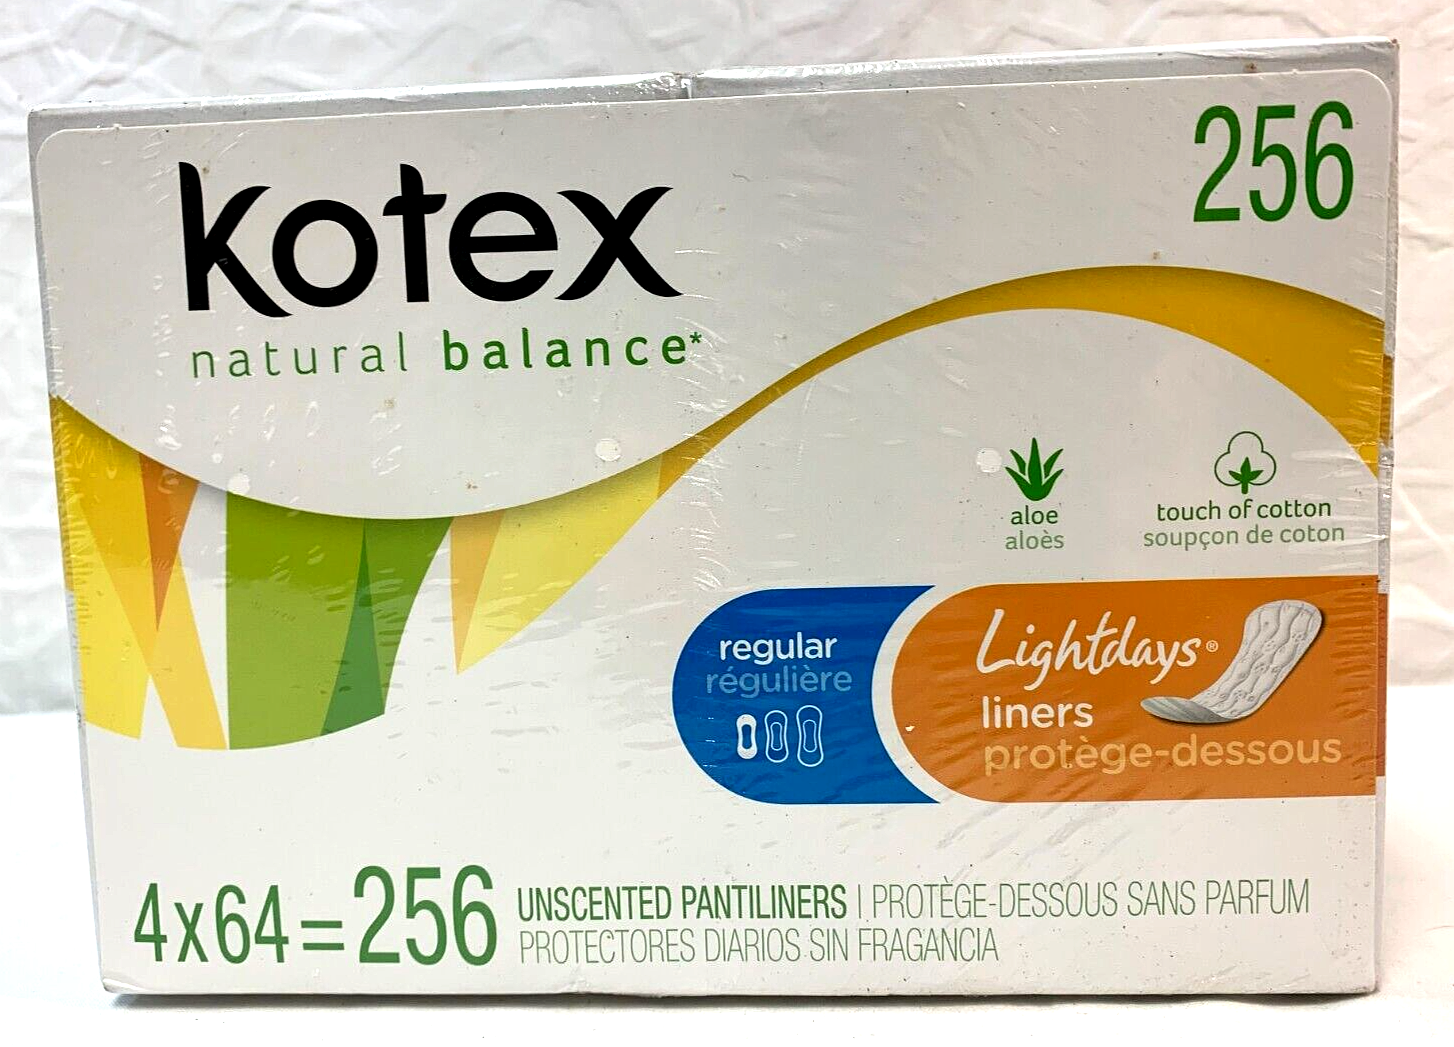 256
kotex
natural balance*
aloe
aloès
touch of cotton
soupçon de coton
regular
régulière
Lightdays®
liners
protège-dessous
4x64=256
UNSCENTED PANTILINERS | PROTÈGE-DESSOUS SANS PARFUM
PROTECTORES DIARIOS SIN FRAGANCIA